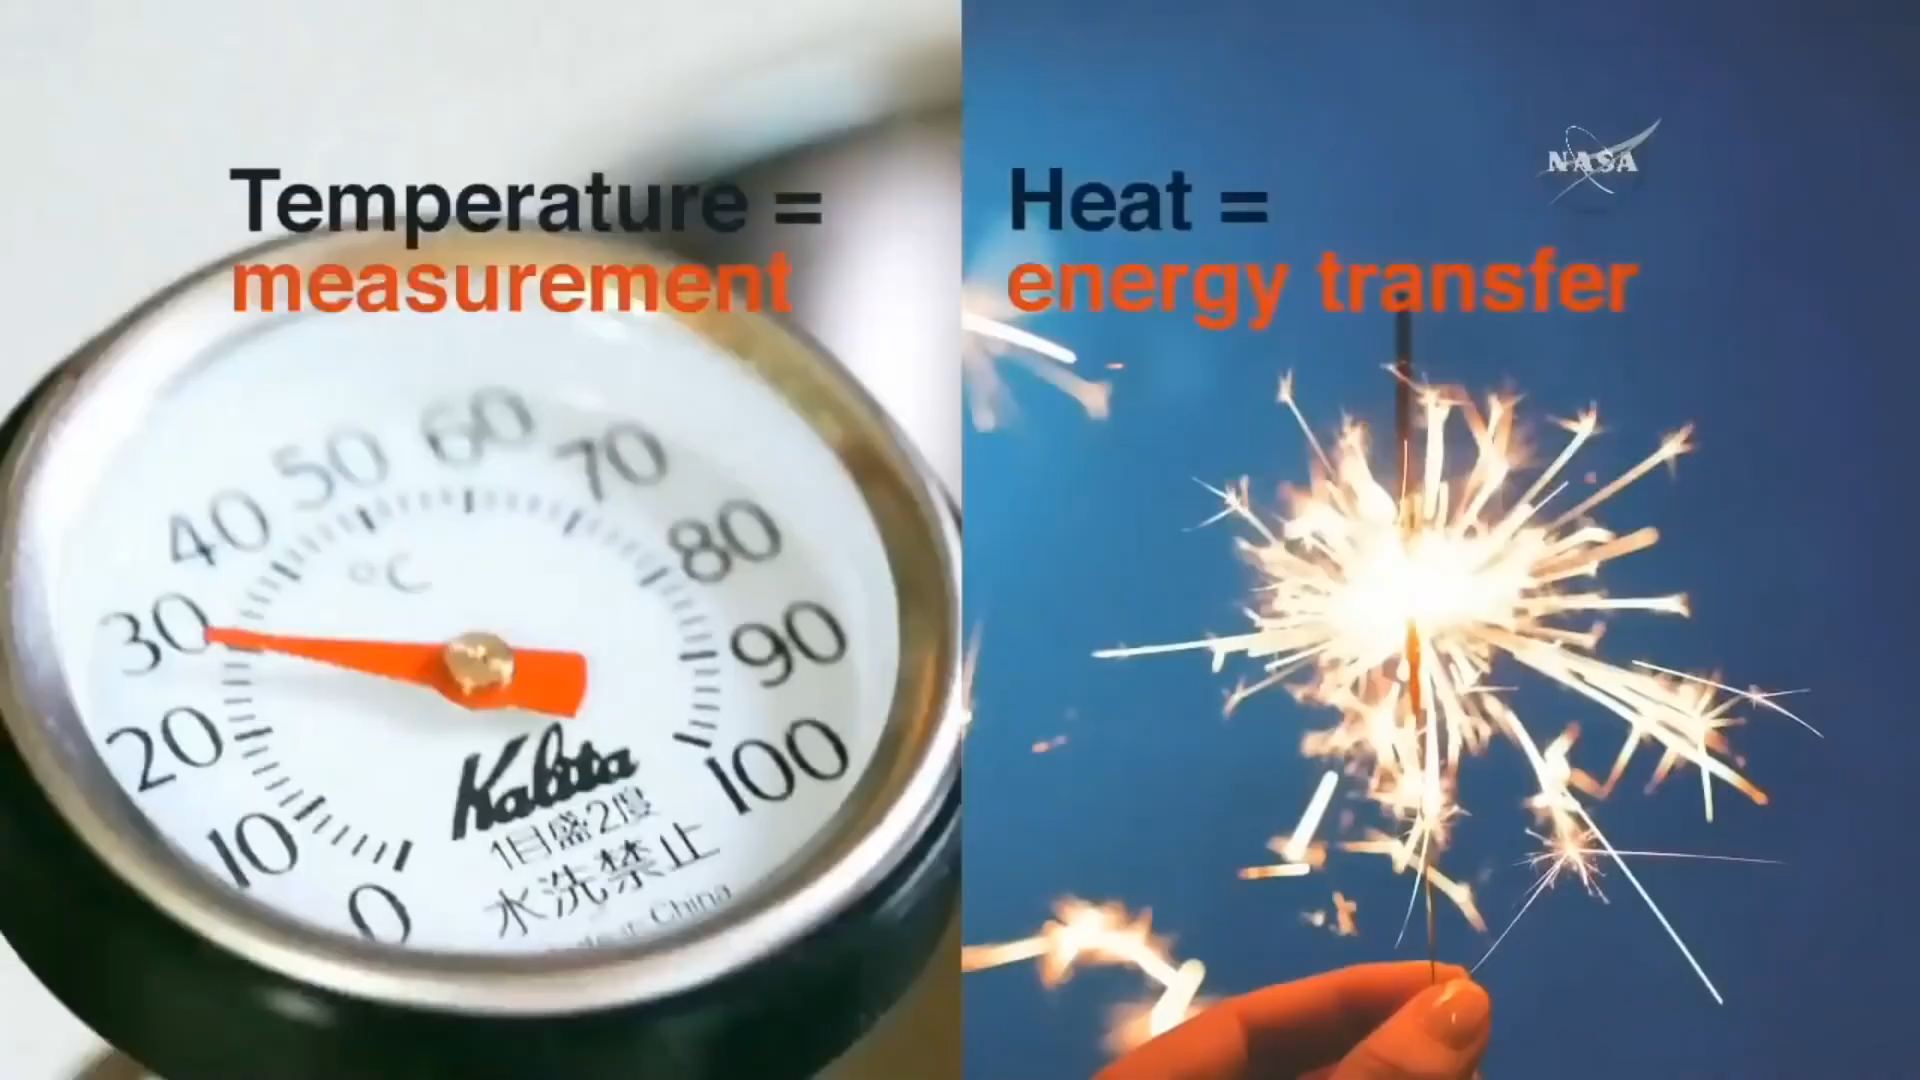 Temperature =
measurement
Heat =
energy transfer
NASA
60
50
70
40
80
°C
30
90
20
100
10
0
Kalita
1目盛2度
水洗禁止
China